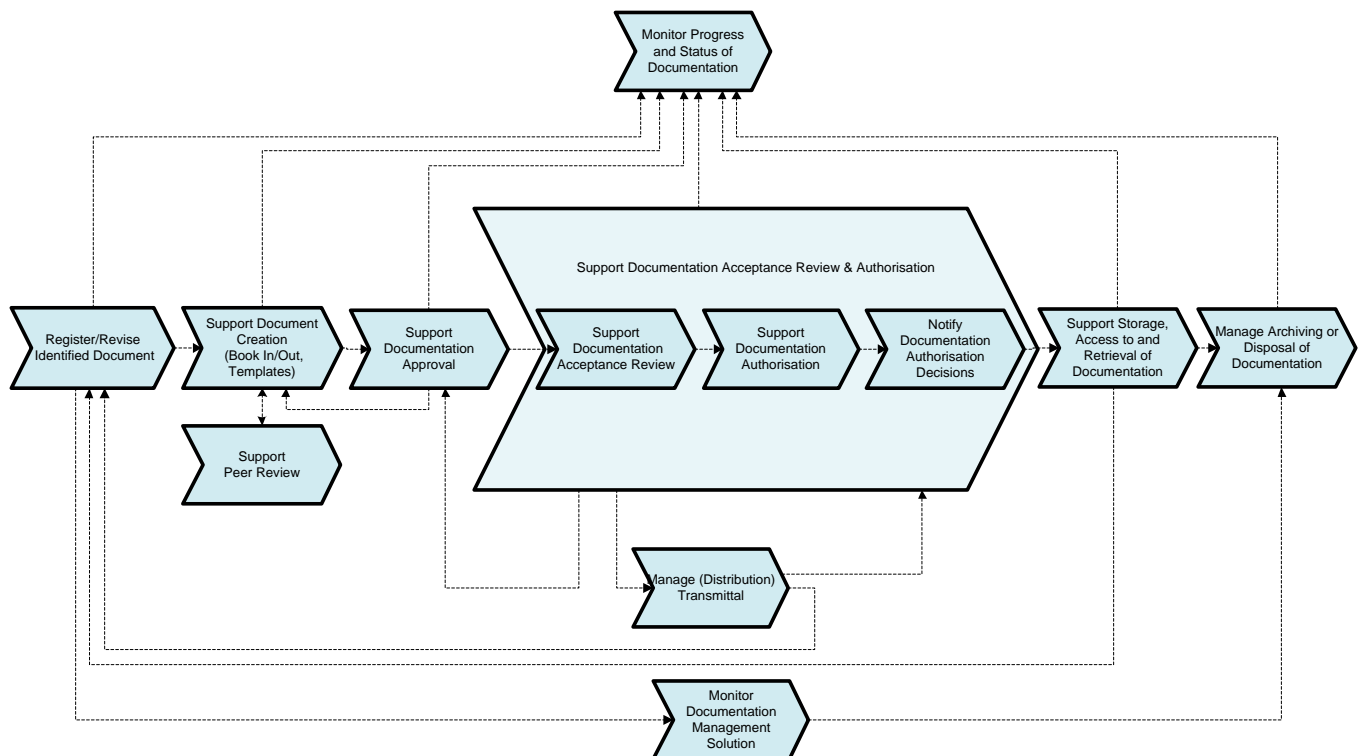 Monitor Progress
and Status of
Documentation
Support Documentation Acceptance Review & Authorisation
Register/Revise
Identified Document
Support Document
Creation
(Book In/Out,
Templates)
Support
Documentation
Approval
Support
Documentation
Acceptance Review
Support
Documentation
Authorisation
Notify
Documentation
Authorisation
Decisions
Support Storage,
Access to and
Retrieval of
Documentation
Manage Archiving or
Disposal of
Documentation
Support
Peer Review
Manage (Distribution)
Transmittal
Monitor
Documentation
Management
Solution